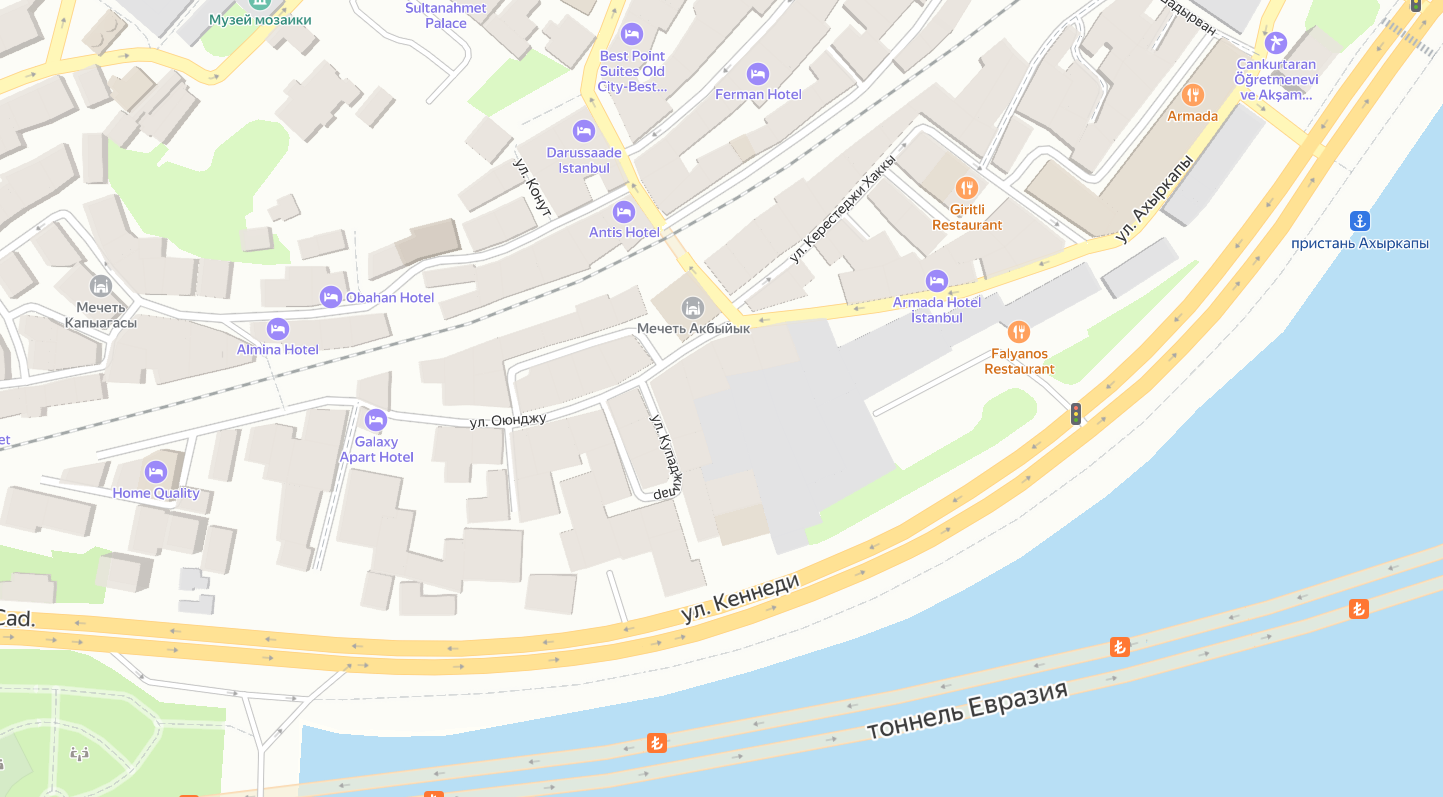 Музей мозаики
Sultanahmet
Palace
Best Point
Suites Old
City-Best...
Ferman Hotel
Cankurtaran
Öğretmenevi
ve Akşam...
Armada
Darussaade
Istanbul
ул. Конут
Antis Hotel
ул. Керестеджи Хаккы
Giritli
Restaurant
ул. Ахыркапы
пристань Ахыркапы
Мечеть
Капыагасы
Obahan Hotel
Almina Hotel
Мечеть Акбыйык
Armada Hotel
İstanbul
Falyanos
Restaurant
ул. Оюнджу
ул. Купаджи
Galaxy
Apart Hotel
Home Quality
ул. Кеннеди
Cad.
тоннель Евразия